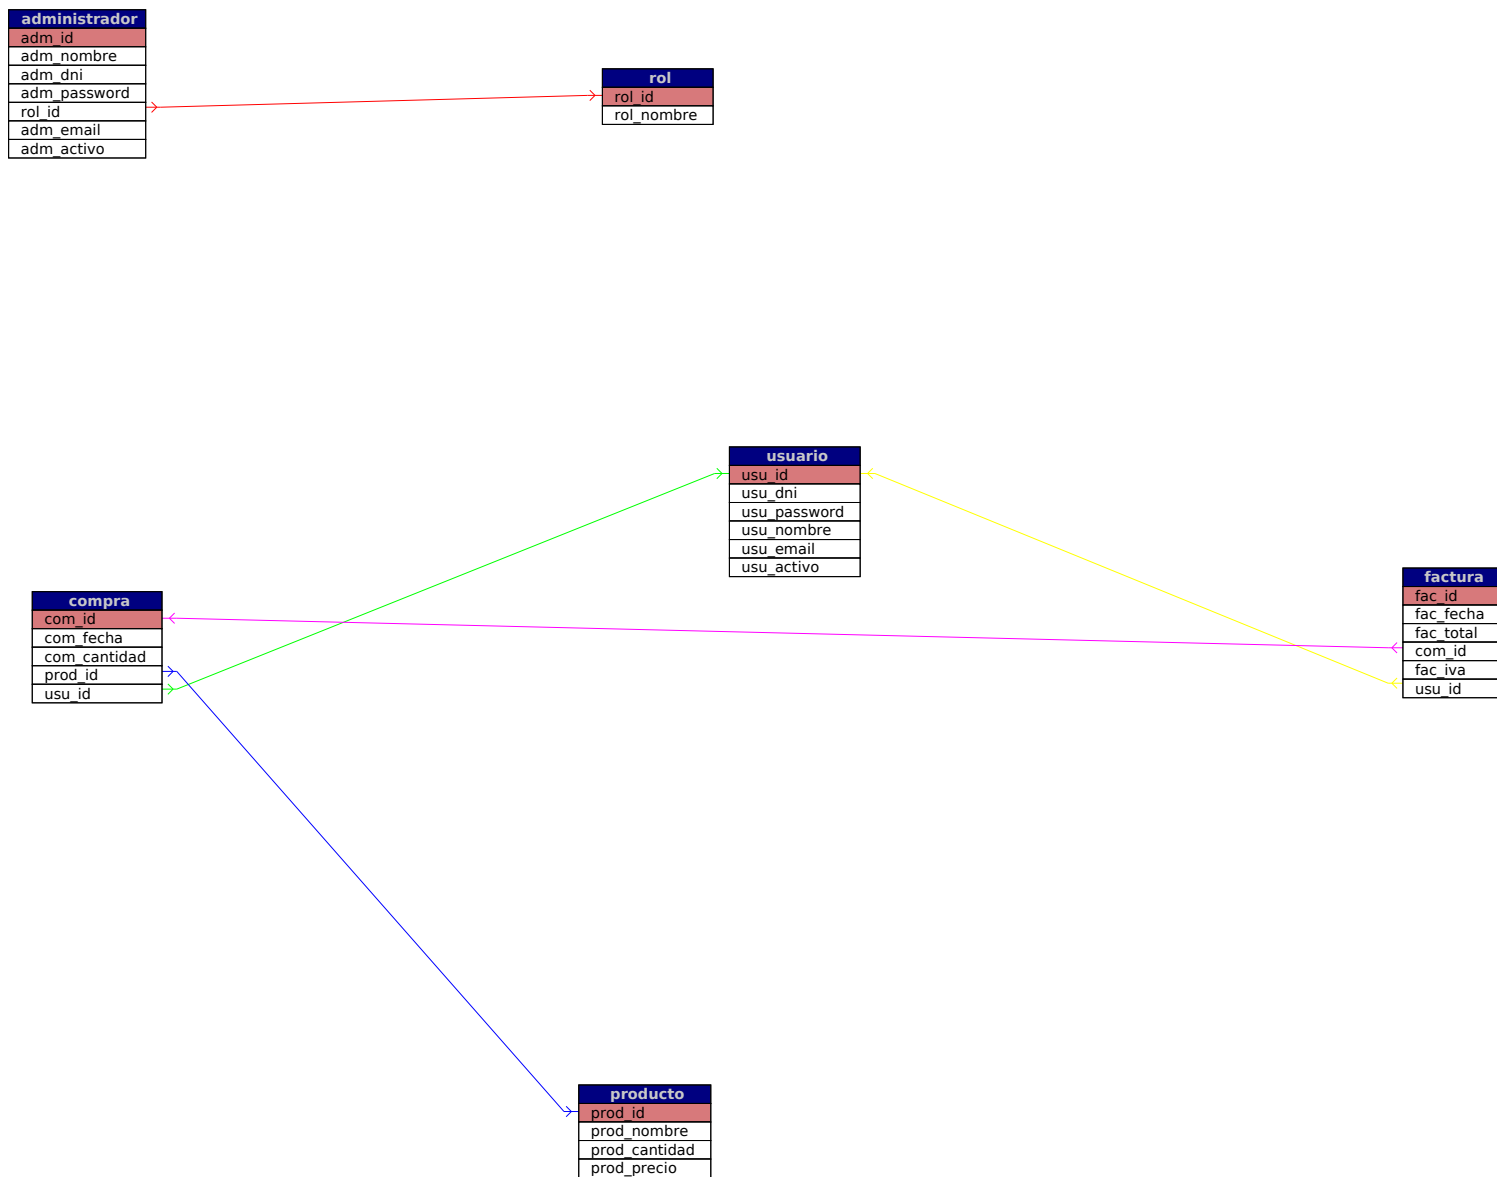 administrador
adm_id
adm_nombre
adm_dni
adm_password
rol_id
adm_email
adm_activo
rol
rol_id
rol_nombre
usuario
usu_id
usu_dni
usu_password
usu_nombre
usu_email
usu_activo
factura
fac_id
fac_fecha
fac_total
com_id
fac_iva
usu_id
compra
com_id
com_fecha
com_cantidad
prod_id
usu_id
producto
prod_id
prod_nombre
prod_cantidad
prod_precio